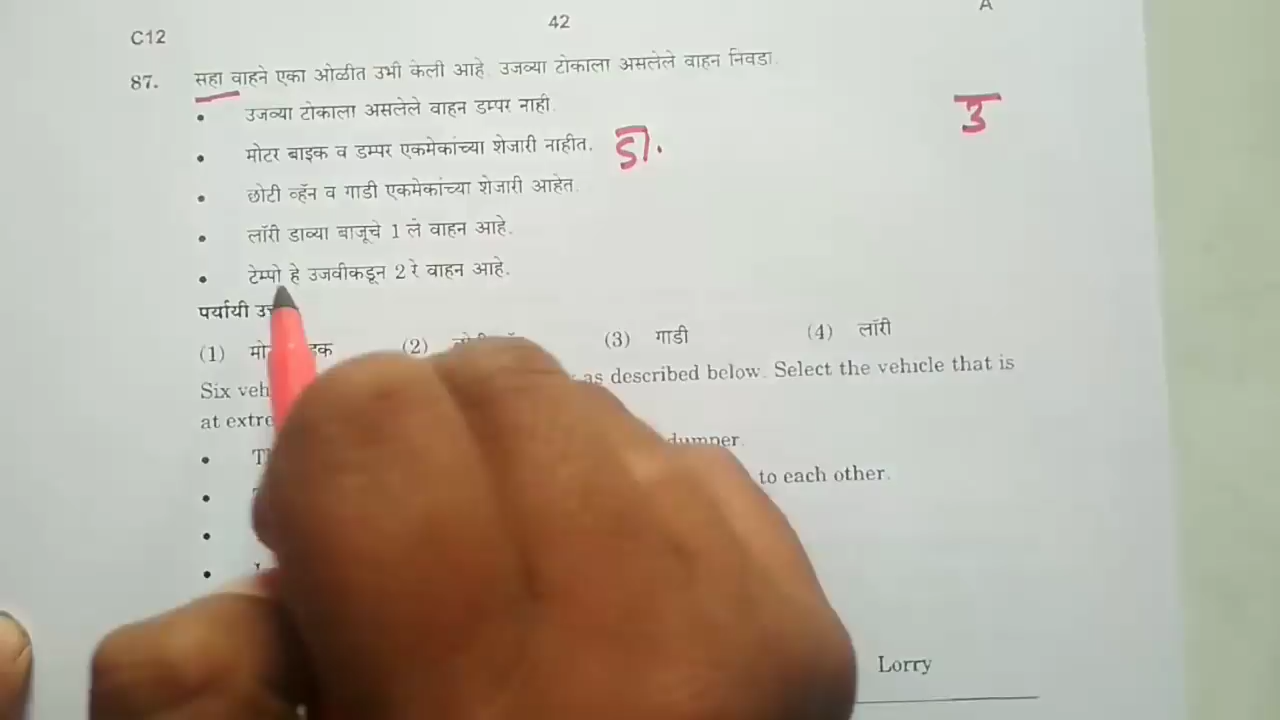 C12 42 A
87. सहा वाहने एका ओळीत उभी केली आहे. उजव्या टोकाला असलेले वाहन निवडा.
• उजव्या टोकाला असलेले वाहन डम्पर नाही.
• मोटर बाइक व डम्पर एकमेकांच्या शेजारी नाहीत. डा. उ
• छोटी व्हॅन व गाडी एकमेकांच्या शेजारी आहेत.
• लॉरी डाव्या बाजूचे 1 लं वाहन आहे.
• टेम्पो हे उजवीकडून 2 रे वाहन आहे.
पर्यायी
(1) (2) (3) गाडी (4) लॉरी
Six as described below. Select the vehicle that is
at
• dumper.
• to each other.
•
•
Lorry